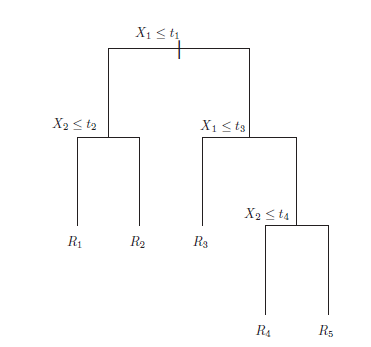 X₁ ≤ t₁
X₂ ≤ t₂
X₁ ≤ t₃
X₂ ≤ t₄
R₁
R₂
R₃
R₄
R₅